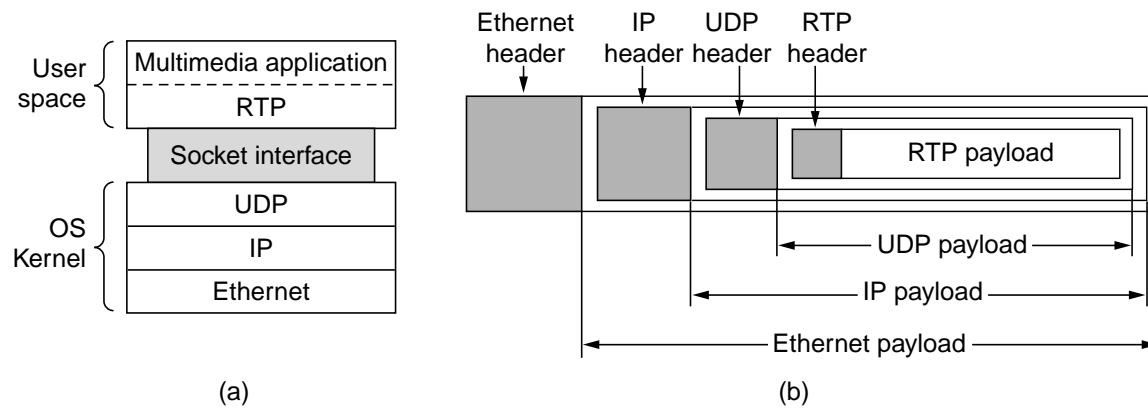 User
space
Multimedia application
RTP
Socket interface
OS
Kernel
UDP
IP
Ethernet
(a)
Ethernet
header
IP
header
UDP
header
RTP
header
RTP payload
UDP payload
IP payload
Ethernet payload
(b)